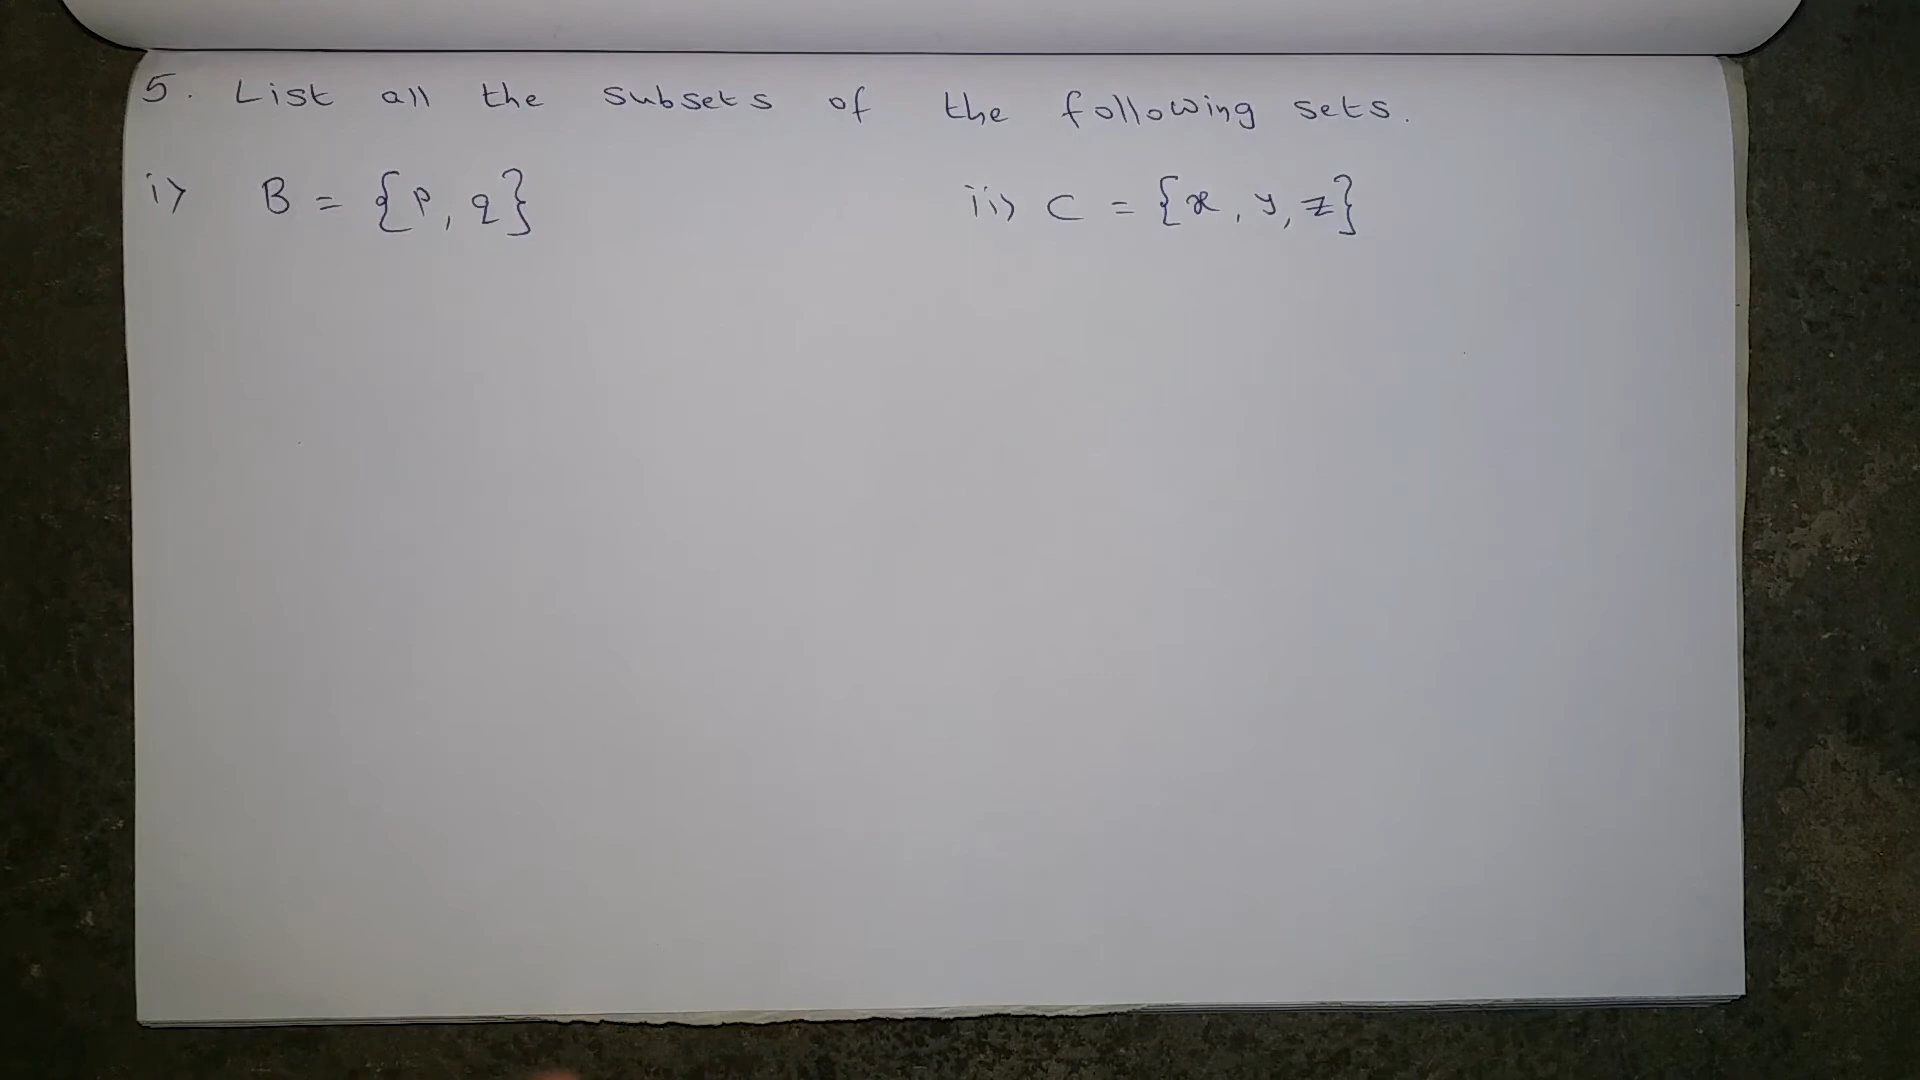 5. List all the subsets of the following sets.
i) B = {p, q} ii) C = {x, y, z}